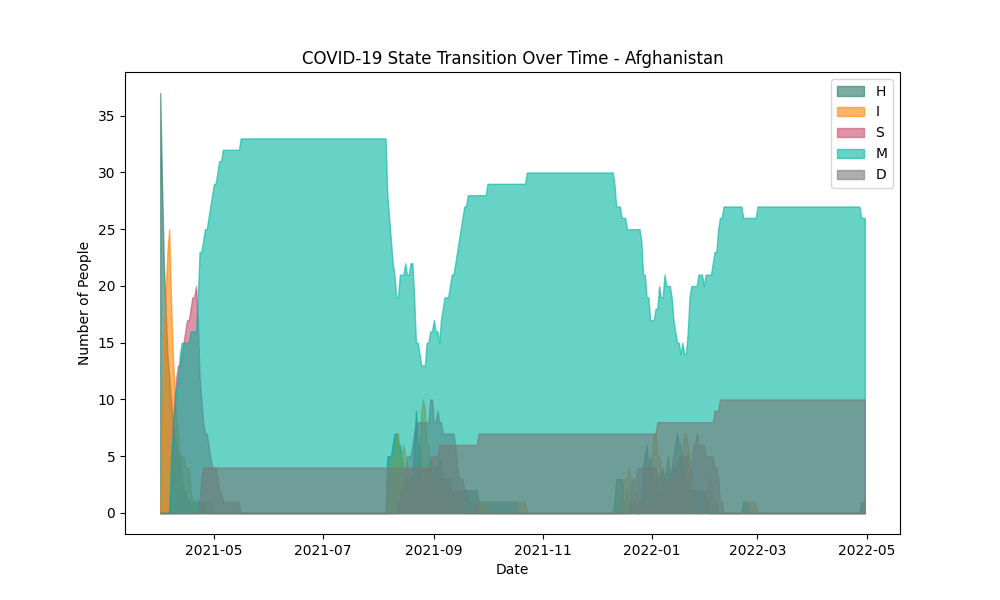 COVID-19 State Transition Over Time - Afghanistan
H
I
S
M
D
Number of People
35
30
25
20
15
10
5
0
2021-05 2021-07 2021-09 2021-11 2022-01 2022-03 2022-05
Date